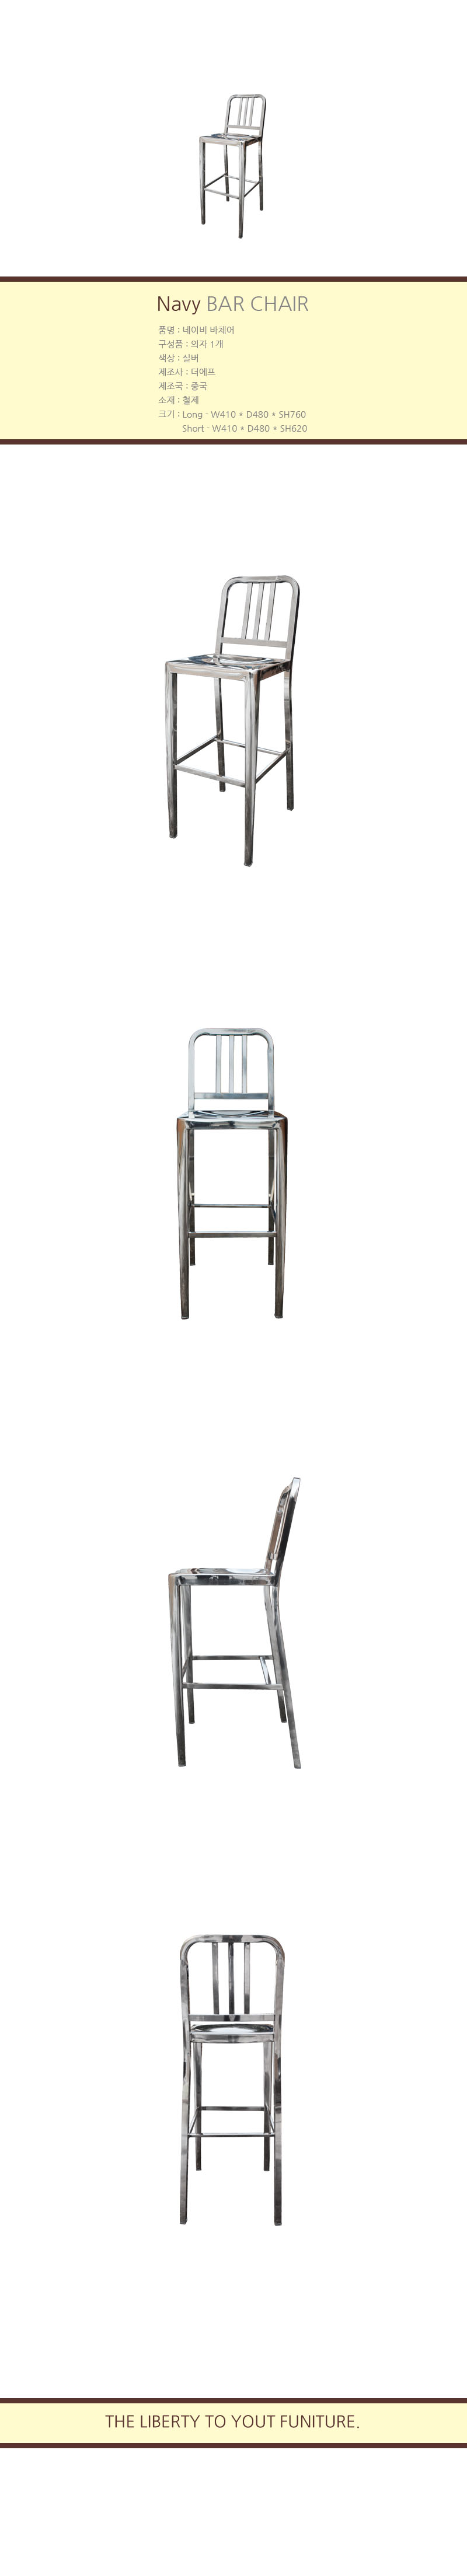 Navy BAR CHAIR
품명 : 네이비 바체어
구성품 : 의자 1개
색상 : 실버
제조사 : 더에프
제조국 : 중국
소재 : 철제
크기 : Long - W410 * D480 * SH760
Short - W410 * D480 * SH620
THE LIBERTY TO YOUT FUNITURE.